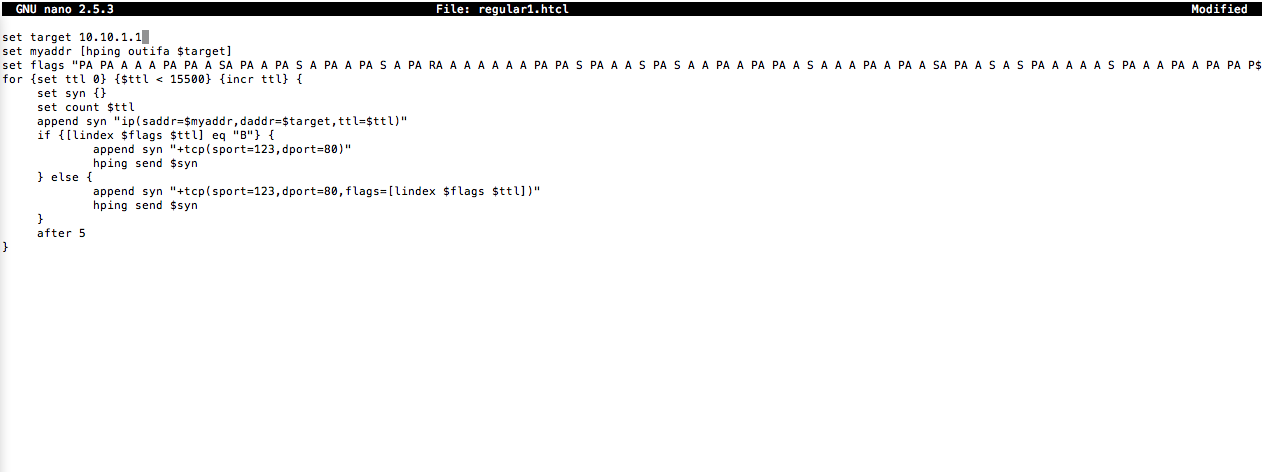 GNU nano 2.5.3 File: regular1.htcl Modified
set target 10.10.1.1
set myaddr [hping outifa $target]
set flags "PA PA A A A PA PA A SA PA A PA S A PA A PA S A PA RA A A A A A A PA PA S PA A A S PA S A A PA A PA PA A S A A A PA A PA A SA PA A S A S PA A A A A S PA A A PA A PA PA P$
for {set ttl 0} {$ttl < 15500} {incr ttl} {
set syn {}
set count $ttl
append syn "ip(saddr=$myaddr,daddr=$target,ttl=$ttl)"
if {[lindex $flags $ttl] eq "B"} {
append syn "+tcp(sport=123,dport=80)"
hping send $syn
} else {
append syn "+tcp(sport=123,dport=80,flags=[lindex $flags $ttl])"
hping send $syn
}
after 5
}